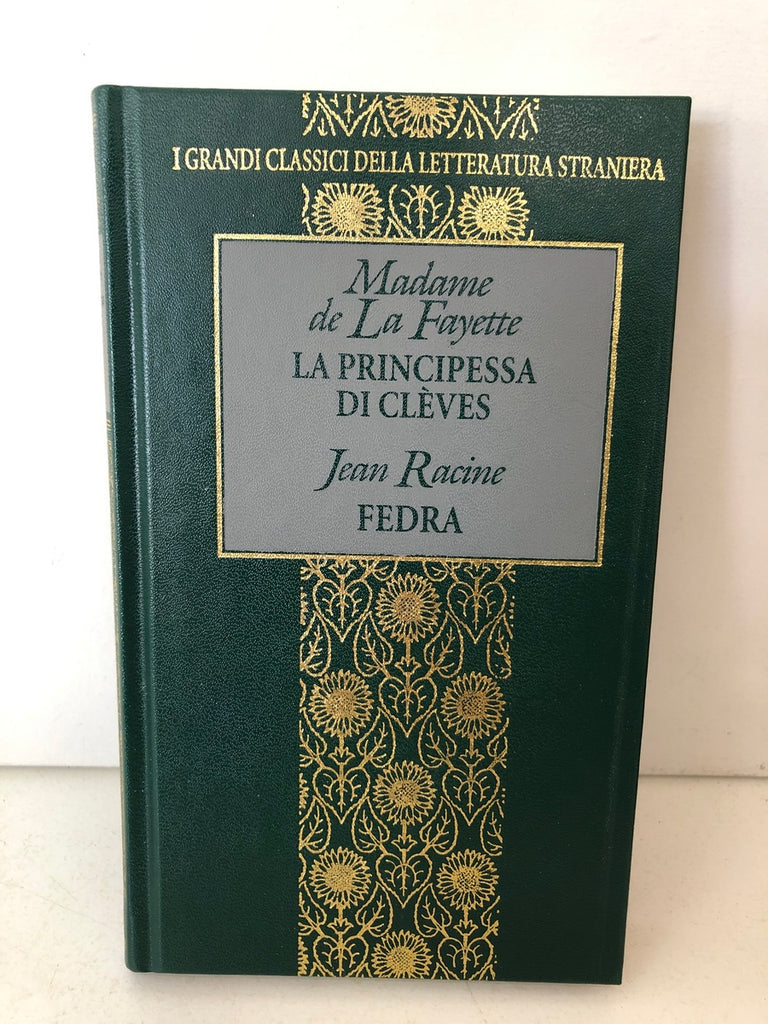 I GRANDI CLASSICI DELLA LETTERATURA STRANIERA
Madame
de La Fayette
LA PRINCIPESSA
DI CLÈVES
Jean Racine
FEDRA